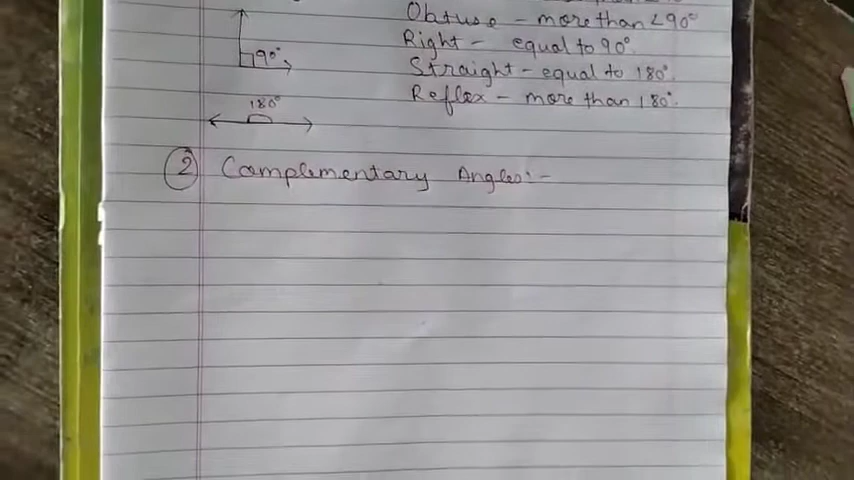 Obtuse - more than <90°
90°
Right - equal to 90°.
Straight - equal to 180°.
180°
Reflex - more than 180°.
② Complementary Angles:-